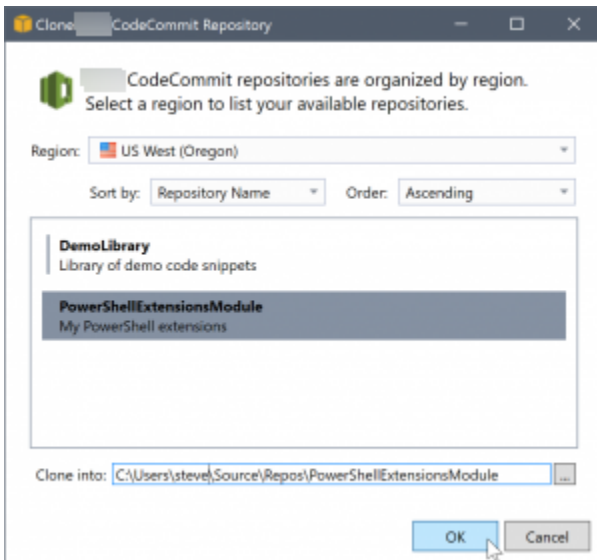 Clone CodeCommit Repository
CodeCommit repositories are organized by region.
Select a region to list your available repositories.
Region: US West (Oregon)
Sort by: Repository Name Order: Ascending
DemoLibrary
Library of demo code snippets
PowerShellExtensionsModule
My PowerShell extensions
Clone into: C:\Users\steve\Source\Repos\PowerShellExtensionsModule ...
OK Cancel